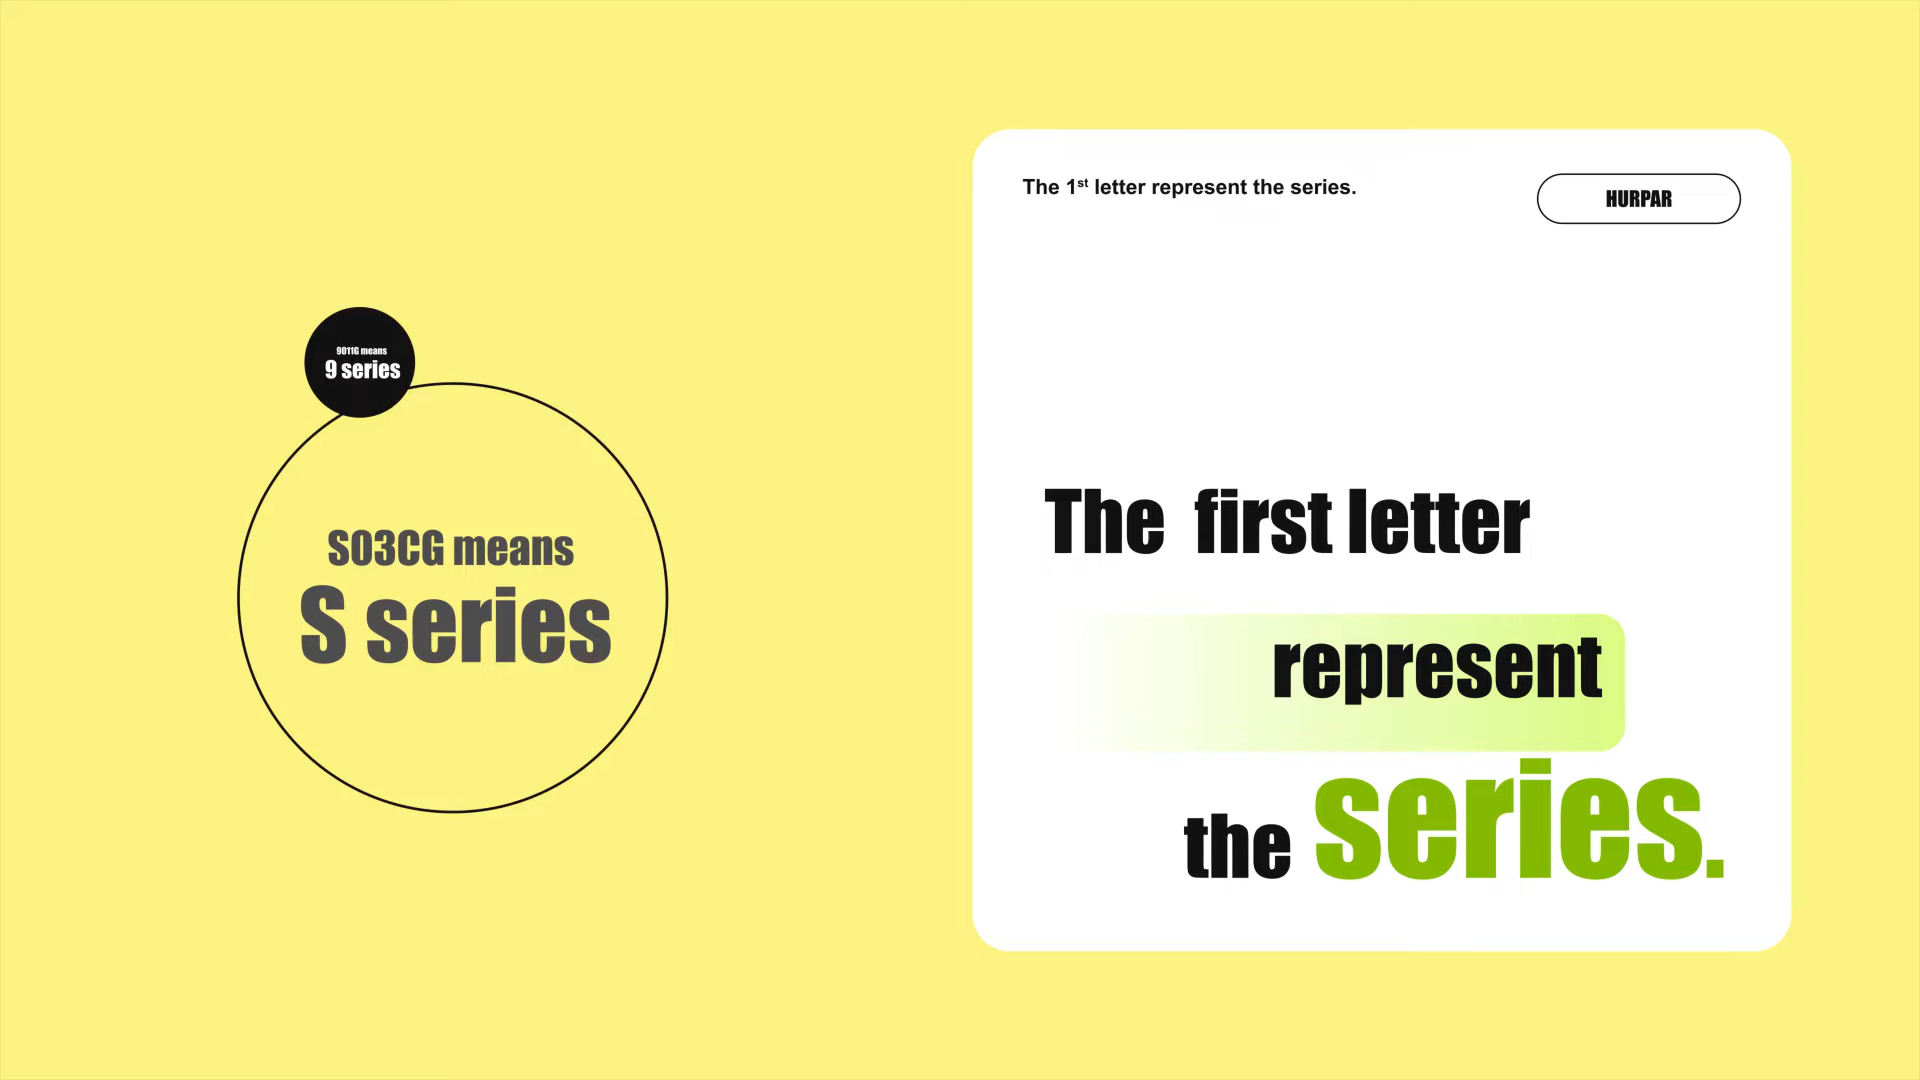 9011G means
9 series
S03CG means
S series
The 1st letter represent the series.
HURPAR
The first letter
represent
the series.